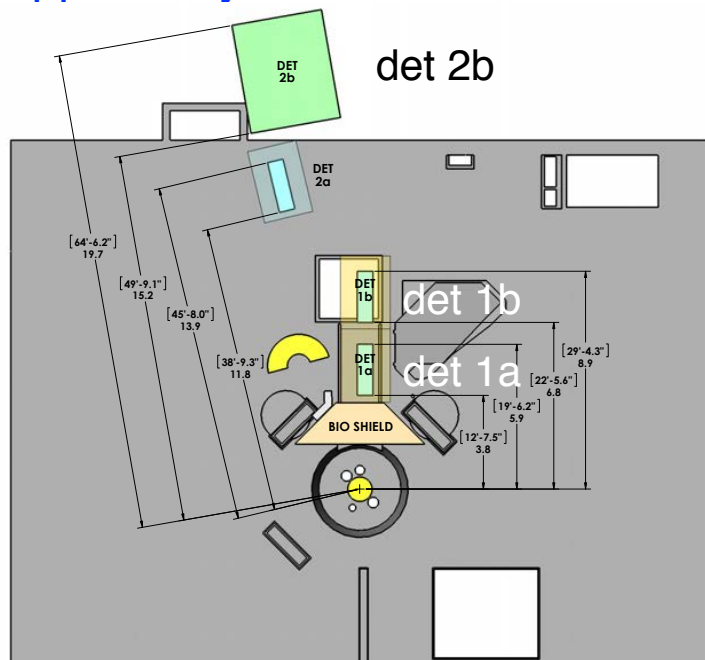 DET
2b
det 2b
DET
2a
[64'-6.2"]
19.7
[49'-9.1"]
15.2
[45'-8.0"]
13.9
[38'-9.3"]
11.8
DET
1b
det 1b
DET
1a
det 1a
[29'-4.3"]
8.9
[22'-5.6"]
6.8
[19'-6.2"]
5.9
[12'-7.5"]
3.8
BIO SHIELD